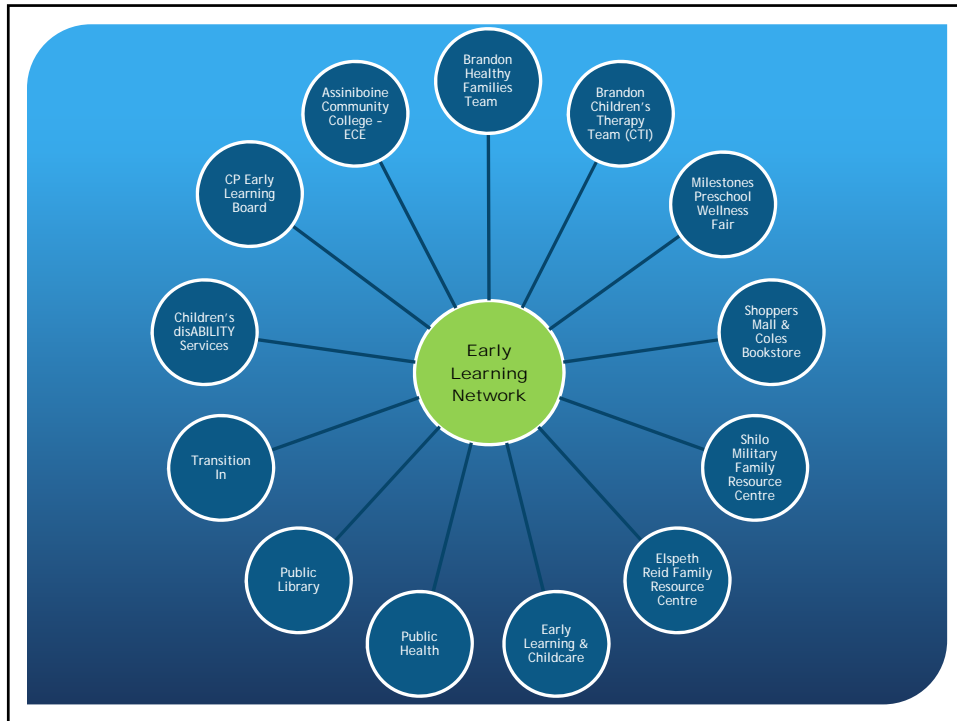 Brandon
Healthy
Families
Team
Brandon
Children's
Therapy
Team (CTI)
Milestones
Preschool
Wellness
Fair
Shoppers
Mall &
Coles
Bookstore
Shilo
Military
Family
Resource
Centre
Elspeth
Reid Family
Resource
Centre
Early
Learning &
Childcare
Public
Health
Public
Library
Transition
In
Children's
disABILITY
Services
CP Early
Learning
Board
Assiniboine
Community
College –
ECE
Early
Learning
Network